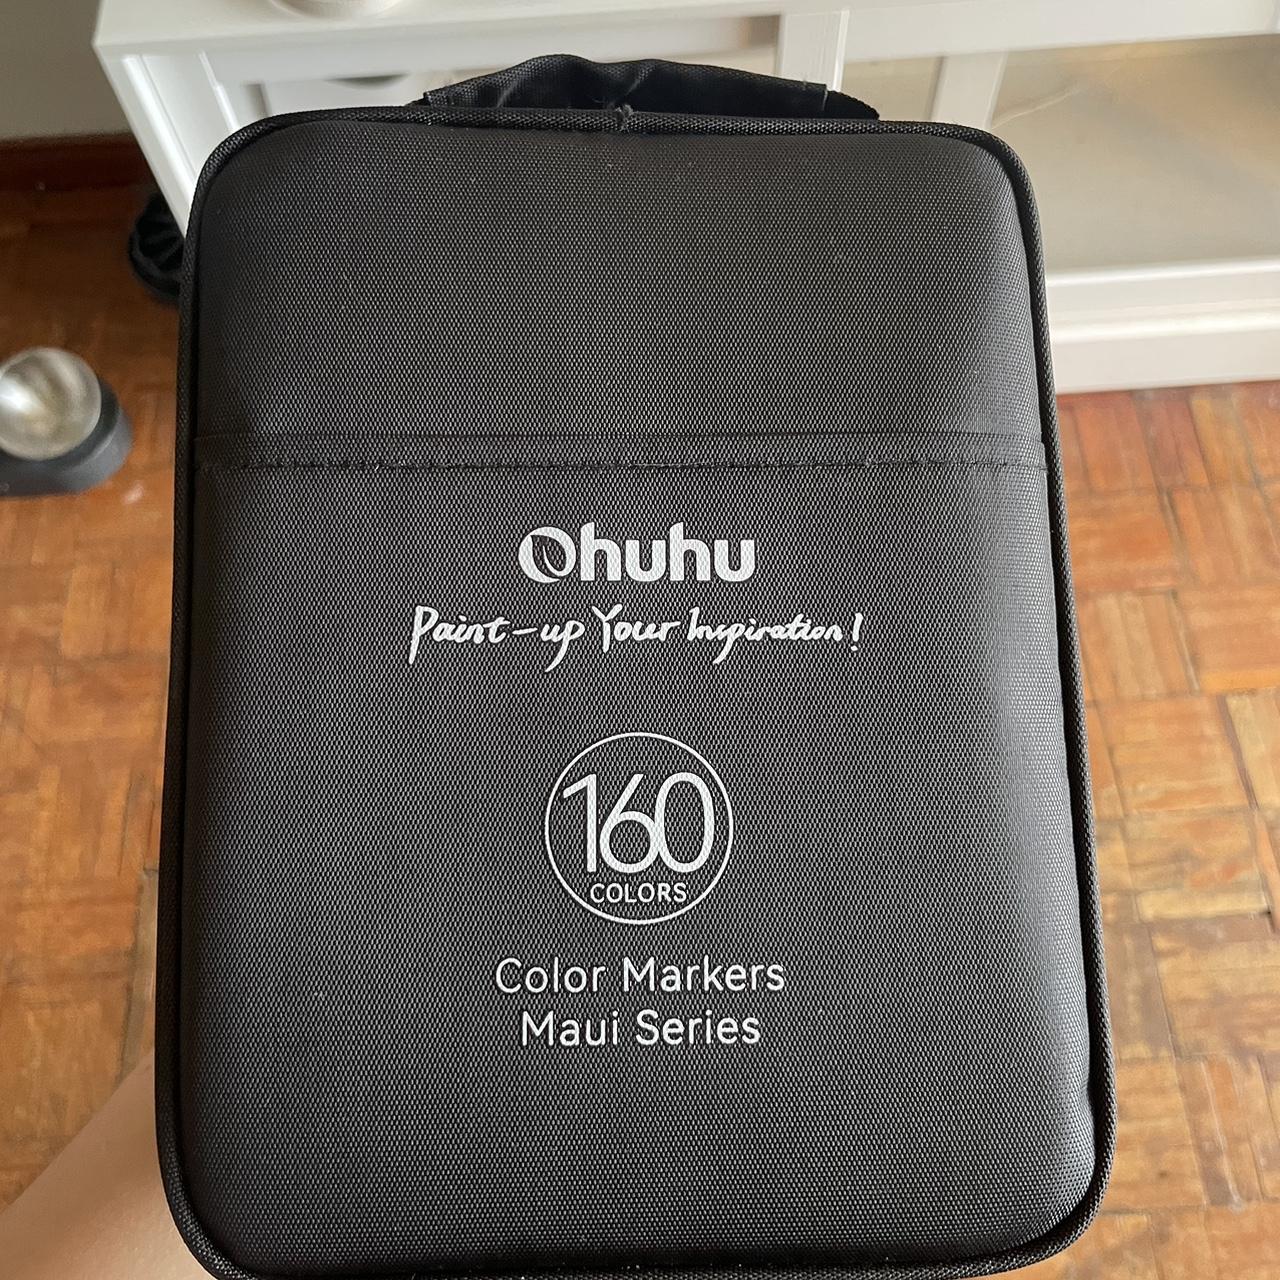 Ohuhu
Paint-up Your Inspiration!
160
COLORS
Color Markers
Maui Series